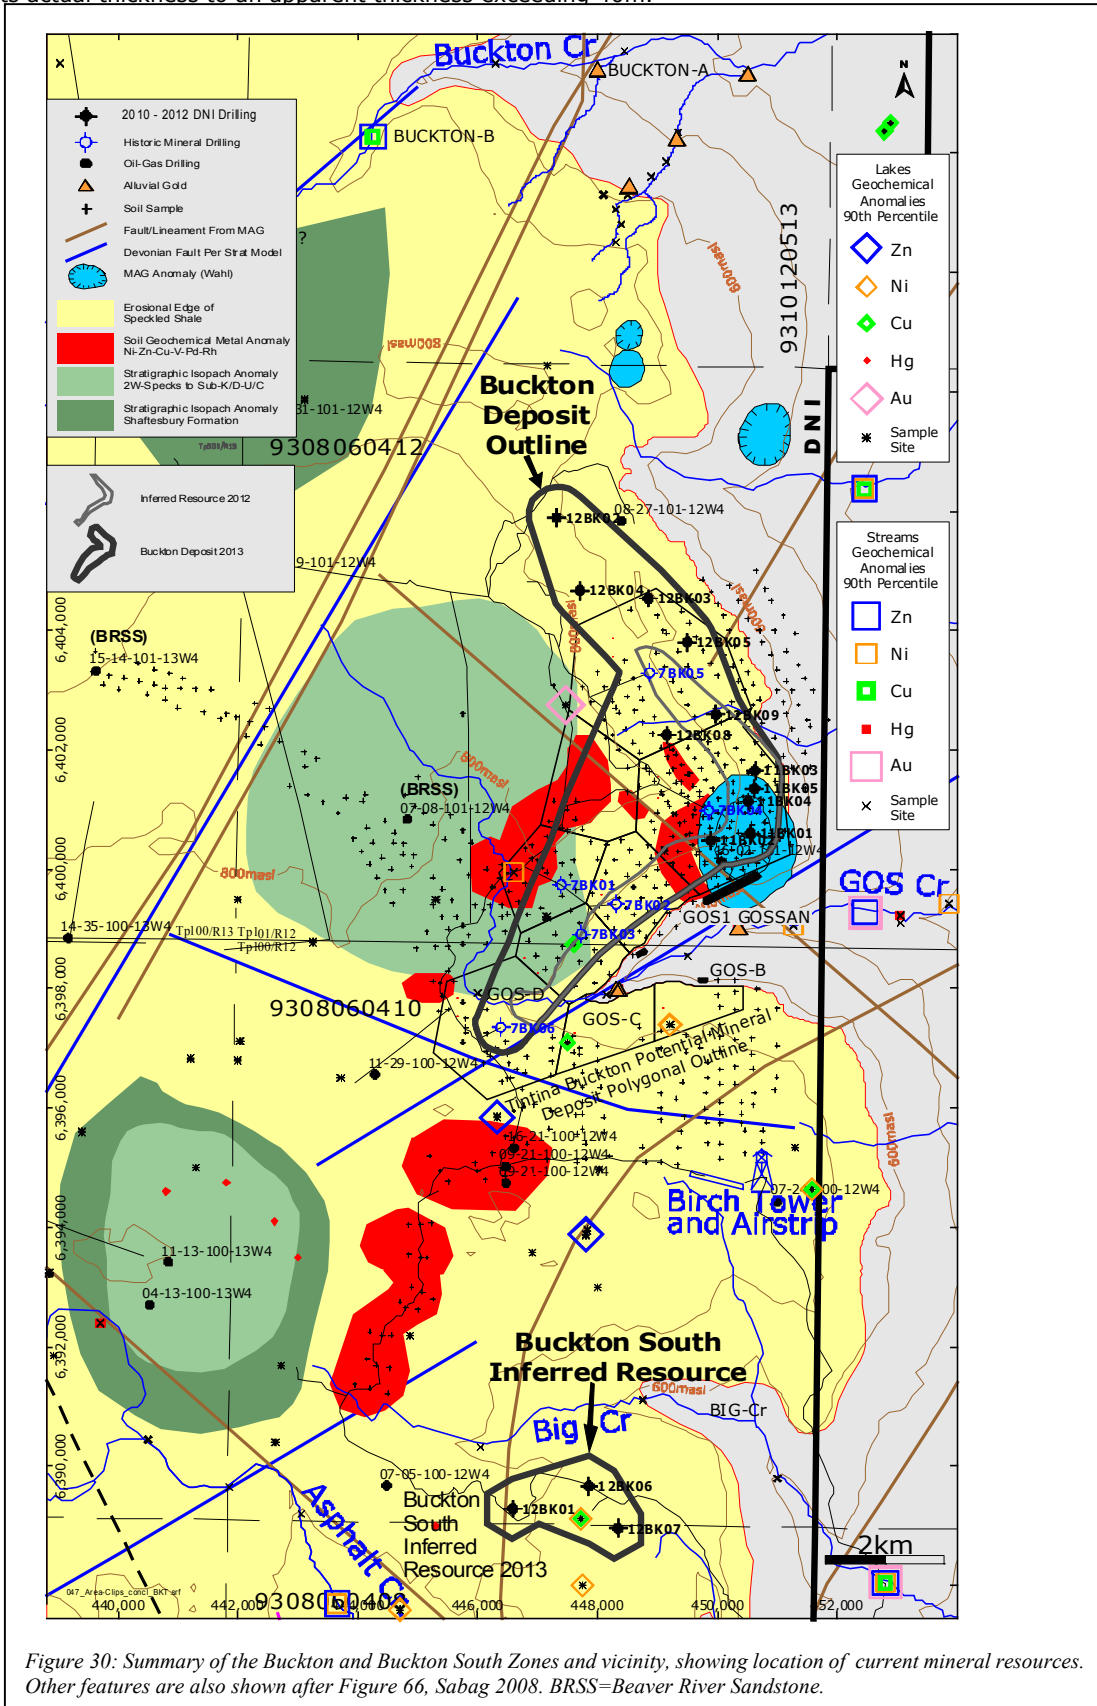 Buckton Cr
BUCKTON-A
BUCKTON-B
N
2010 - 2012 DNI Drilling
Historic Mineral Drilling
Oil-Gas Drilling
Alluvial Gold
Soil Sample
Fault/Lineament From MAG
Devonian Fault Per Strat Model
MAG Anomaly (Wahl)
Erosional Edge of
Speckled Shale
Soil Geochemical Metal Anomaly
Ni-Zn-Cu-V-Pd-Rh
Stratigraphic Isopach Anomaly
2W-Specks to Sub-K/D-U/C
Stratigraphic Isopach Anomaly
Shaftesbury Formation
?
Inferred Resource 2012
Buckton Deposit 2013
Lakes
Geochemical
Anomalies
90th Percentile
Zn
Ni
Cu
Hg
Au
Sample
Site
Streams
Geochemical
Anomalies
90th Percentile
Zn
Ni
Cu
Hg
Au
Sample
Site
9310120513
DNI
600masl
800masl
31-101-12W4
9308060412
Buckton
Deposit
Outline
12BK02
08-27-101-12W4
9-101-12W4
12BK04
12BK03
800masl
600masl
12BK05
(BRSS)
15-14-101-13W4
7BK05
12BK09
12BK08
800masl
11BK03
11BK05
11BK04
(BRSS)
07-08-101-12W4
7BK04
11BK01
11BK02
800masl
7BK01
7BK02
GOS Cr
GOS1 GOSSAN
14-35-100-13W4
Tp100/R13 Tp101/R12
Tp100/R12
7BK03
GOS-B
GOS-D
9308060410
GOS-C
7BK06
11-29-100-12W4
Tintina Buckton Potential Mineral
Deposit Polygonal Outline
600masl
16-21-100-12W4
09-21-100-12W4
Birch Tower
and Airstrip
11-13-100-13W4
04-13-100-13W4
Buckton South
Inferred Resource
600masl
BIG-Cr
Big Cr
07-05-100-12W4
12BK06
12BK01
12BK07
Buckton
South
Inferred
Resource 2013
Asphalt Cr
2km
047_Area-Clips_concl_BKT.srf
6,404,000
6,402,000
6,400,000
6,398,000
6,396,000
6,394,000
6,392,000
6,390,000
440,000
442,000
446,000
448,000
450,000
452,000
Figure 30: Summary of the Buckton and Buckton South Zones and vicinity, showing location of current mineral resources.
Other features are also shown after Figure 66, Sabag 2008. BRSS=Beaver River Sandstone.